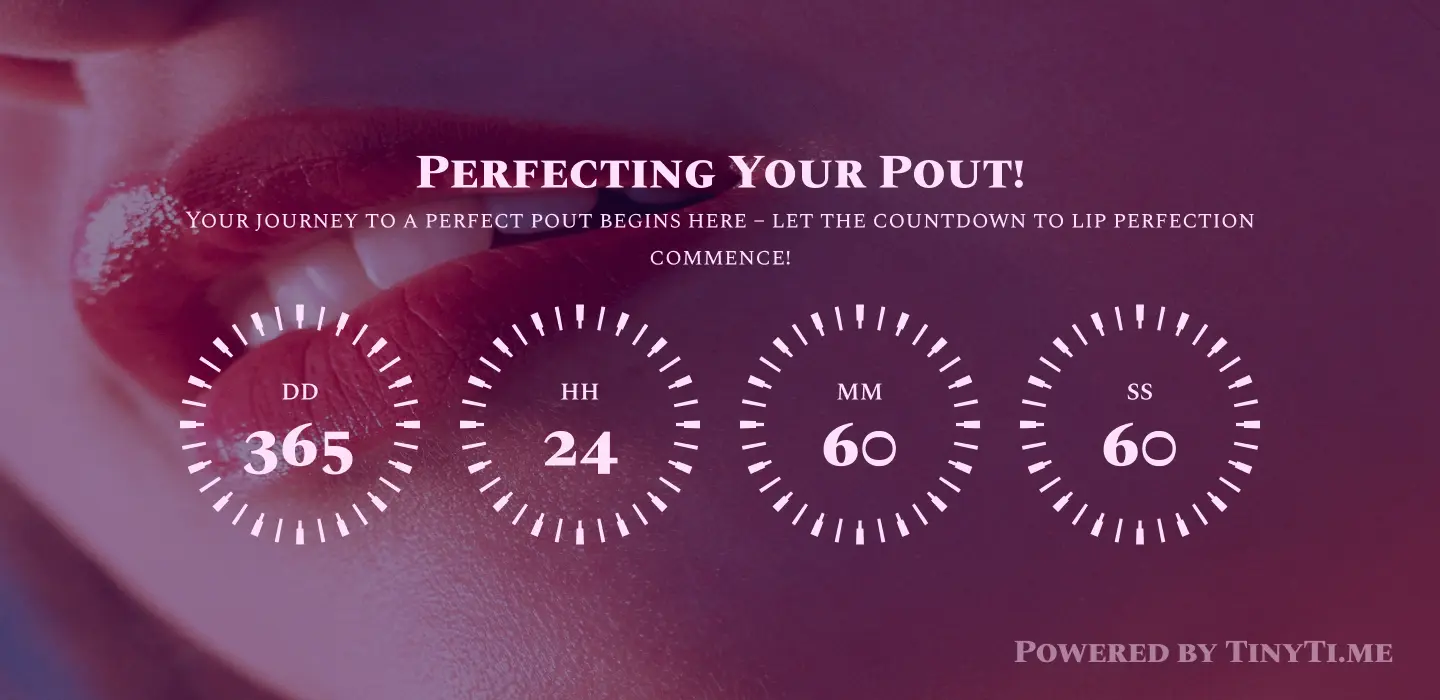 Perfecting Your Pout!
Your journey to a perfect pout begins here – let the countdown to lip perfection
commence!
DD
HH
MM
SS
365
24
60
60
Powered by TinyTi.me